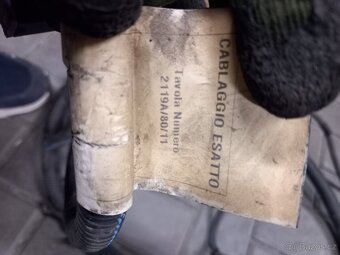 CABLAGGIO ESATTO
Tavola Numero
2119A/80/11